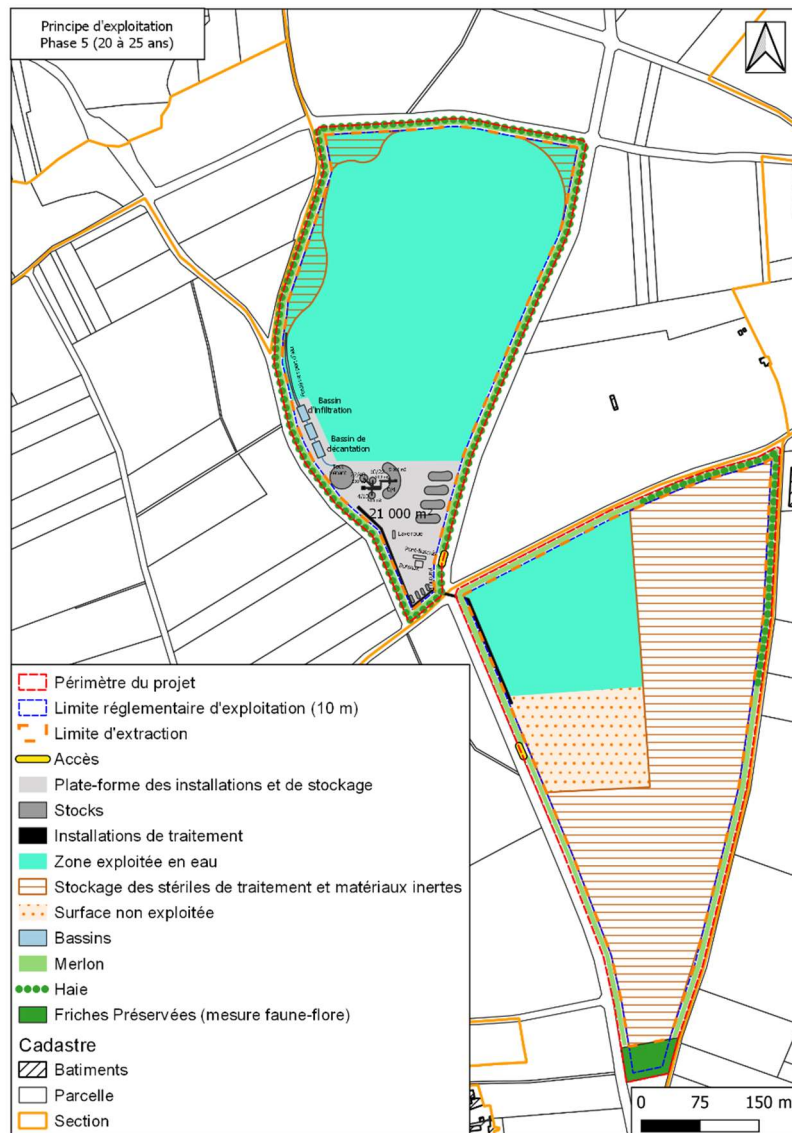 Principe d'exploitation
Phase 5 (20 à 25 ans)
Bassin
d'infiltration
Bassin de
décantation
21 000 m²
Périmètre du projet
Limite réglementaire d'exploitation (10 m)
Limite d'extraction
Accès
Plate-forme des installations et de stockage
Stocks
Installations de traitement
Zone exploitée en eau
Stockage des stériles de traitement et matériaux inertes
Surface non exploitée
Bassins
Merlon
Haie
Friches Préservées (mesure faune-flore)
Cadastre
Batiments
Parcelle
Section
0 75 150 m